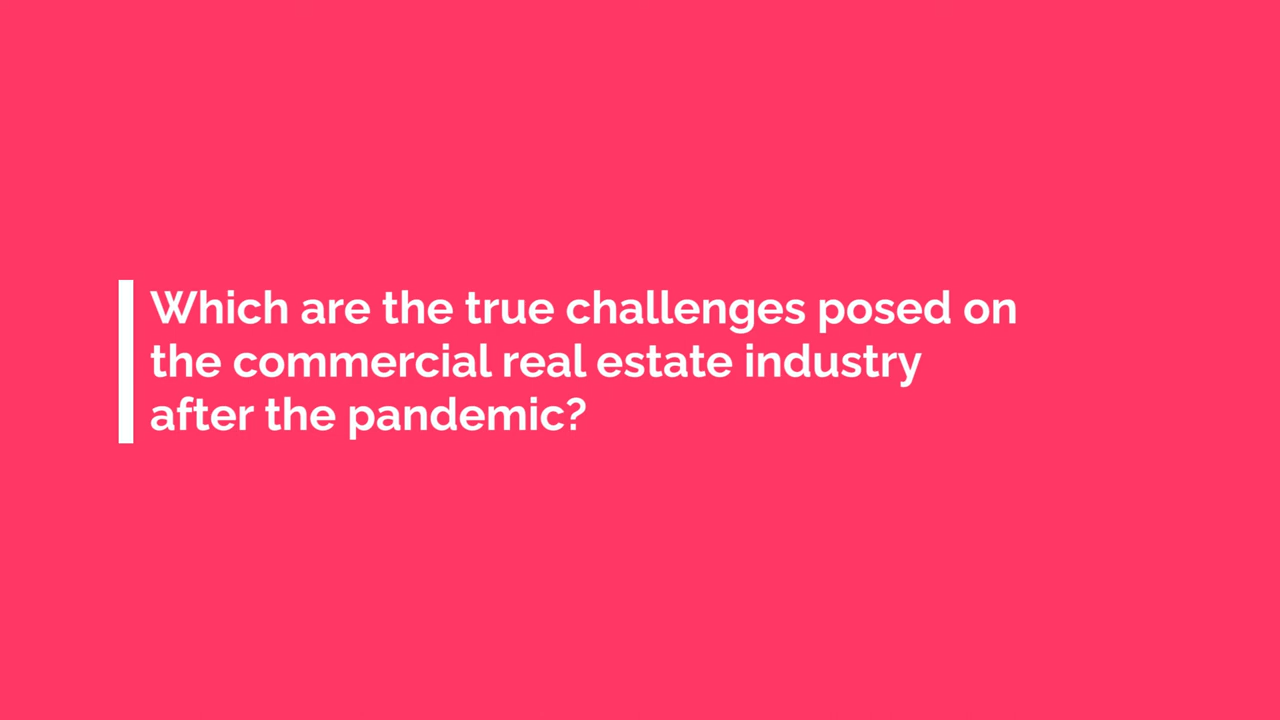 Which are the true challenges posed on
the commercial real estate industry
after the pandemic?